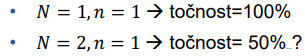 • N = 1, n = 1 → točnost=100%
• N = 2, n = 1 → točnost= 50% ?